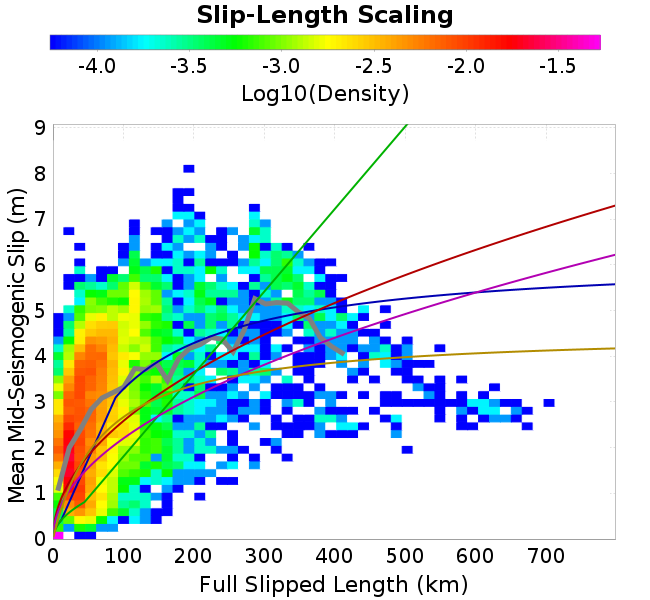 Slip-Length Scaling
-4.0 -3.5 -3.0 -2.5 -2.0 -1.5
Log10(Density)
9
8
7
6
5
4
3
2
1
0
Mean Mid-Seismogenic Slip (m)
0 100 200 300 400 500 600 700
Full Slipped Length (km)